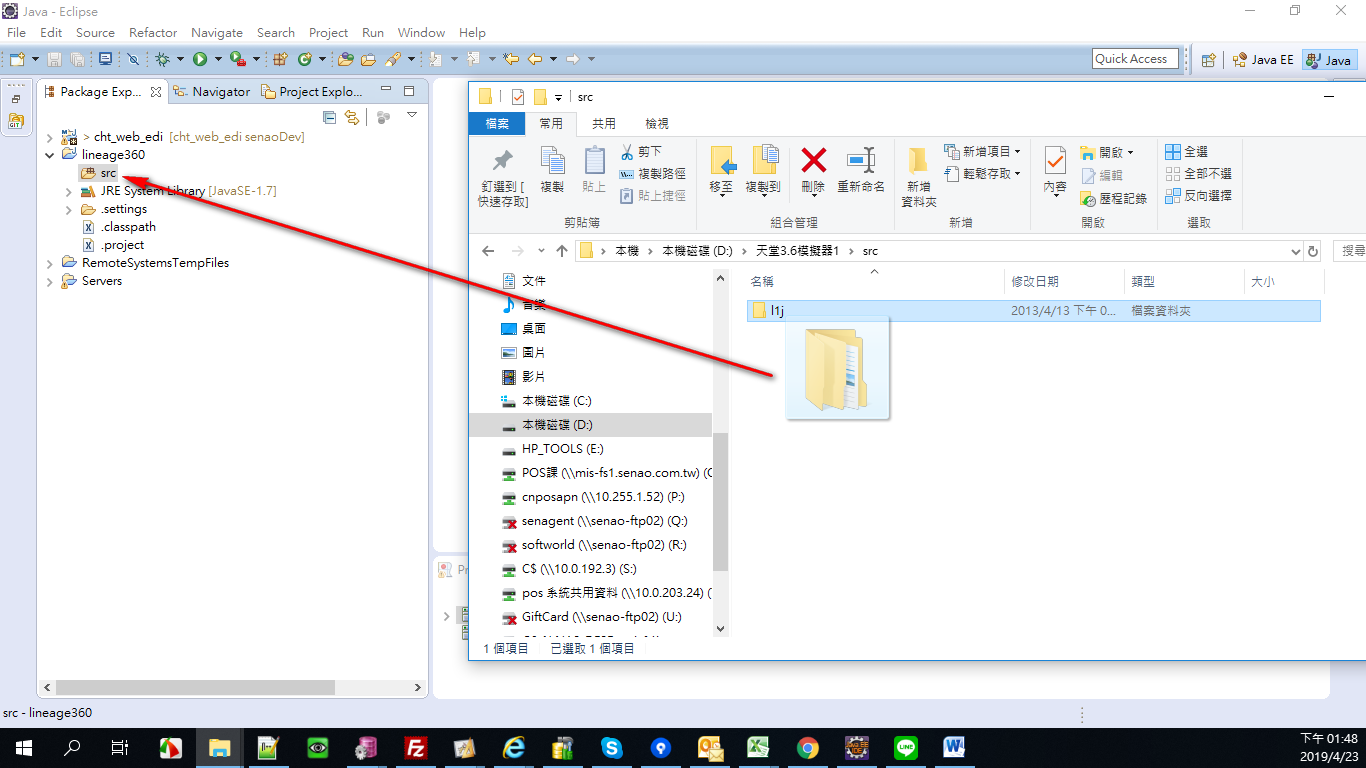 Java - Eclipse
File Edit Source Refactor Navigate Search Project Run Window Help
Quick Access
Java EE
Java
Package Exp...
Navigator
Project Explo...
> cht_web_edi [cht_web_edi senaoDev]
lineage360
src
JRE System Library [JavaSE-1.7]
.settings
.classpath
.project
RemoteSystemsTempFiles
Servers
src - lineage360
src
檔案 常用 共用 檢視
釘選到 [
快速存取]
複製
貼上
剪下
複製路徑
貼上捷徑
剪貼簿
移至
複製到
刪除
重新命名
組合管理
新增
資料夾
新增項目
輕鬆存取
新增
內容
開啟
編輯
歷程記錄
開啟
全選
全部不選
反向選擇
選取
本機 > 本機磁碟 (D:) > 天堂3.6模擬器1 > src
搜尋
名稱 修改日期 類型 大小
l1j 2013/4/13 下午 0... 檔案資料夾
文件
音樂
桌面
圖片
影片
本機磁碟 (C:)
本機磁碟 (D:)
HP_TOOLS (E:)
POS課 (\\mis-fs1.senao.com.tw) (
cnposapn (\\10.255.1.52) (P:)
senagent (\\senao-ftp02) (Q:)
softworld (\\senao-ftp02) (R:)
C$ (\\10.0.192.3) (S:)
pos 系統共用資料 (\\10.0.203.24) (
GiftCard (\\senao-ftp02) (U:)
1 個項目 已選取 1 個項目
下午 01:48
2019/4/23